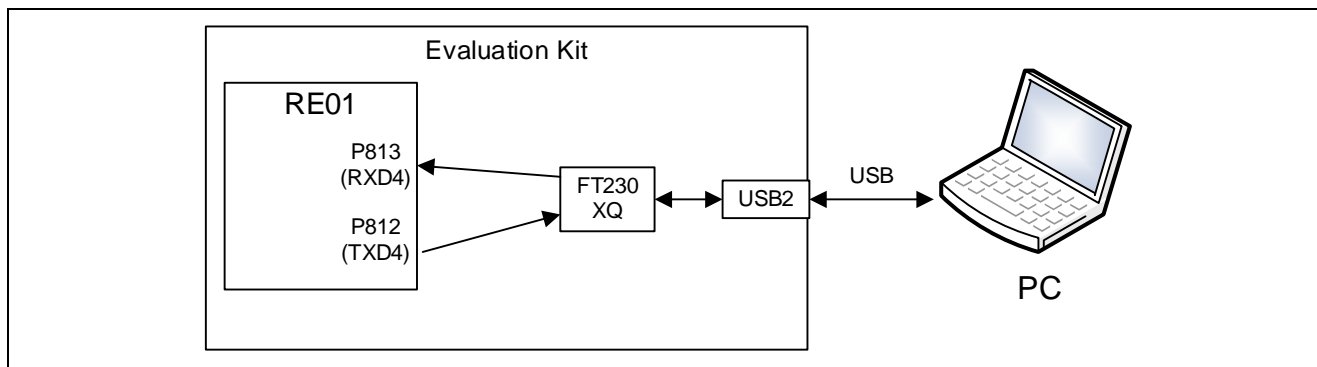 Evaluation Kit
RE01
P813
(RXD4)
P812
(TXD4)
FT230
XQ
USB2
USB
PC